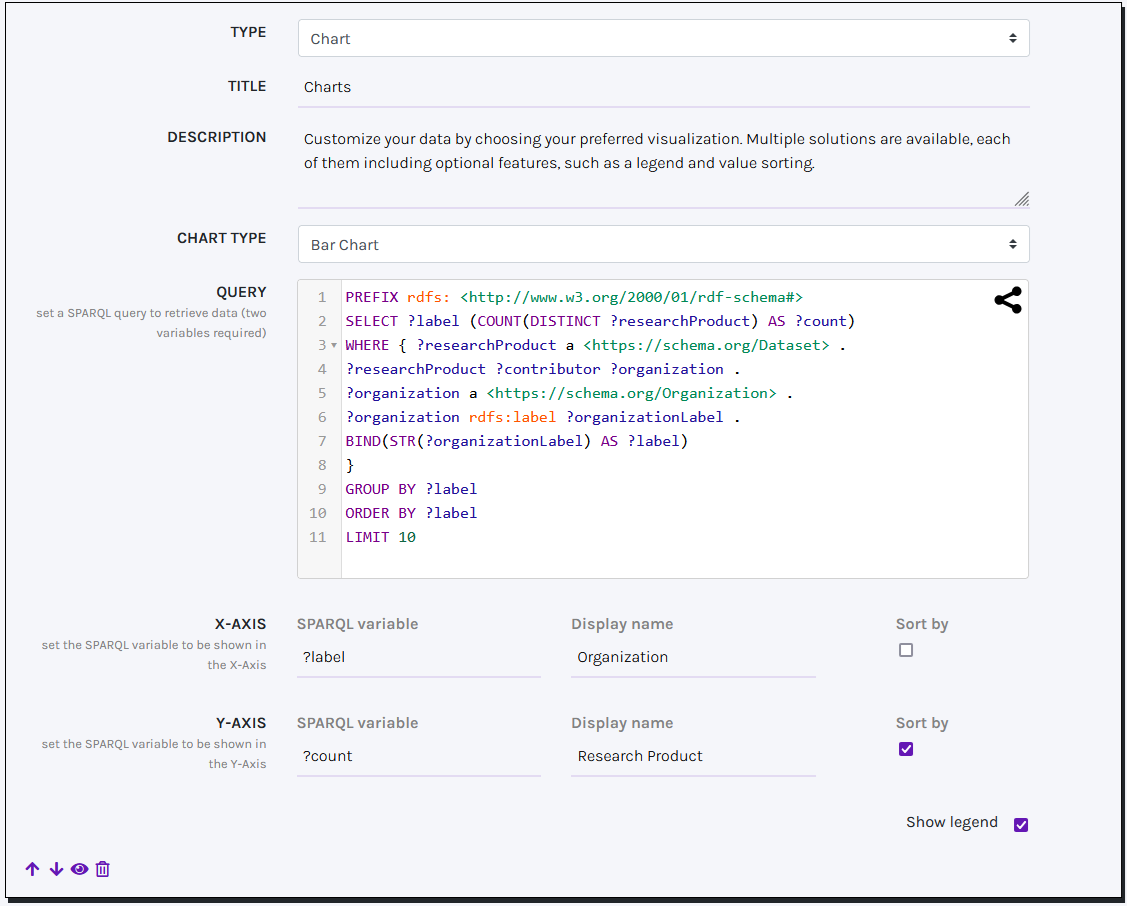 TYPE
Chart
TITLE
Charts
DESCRIPTION
Customize your data by choosing your preferred visualization. Multiple solutions are available, each
of them including optional features, such as a legend and value sorting.
CHART TYPE
Bar Chart
QUERY
set a SPARQL query to retrieve data (two
variables required)
1 PREFIX rdfs: <http://www.w3.org/2000/01/rdf-schema#>
2 SELECT ?label (COUNT(DISTINCT ?researchProduct) AS ?count)
3 WHERE { ?researchProduct a <https://schema.org/Dataset> .
4 ?researchProduct ?contributor ?organization .
5 ?organization a <https://schema.org/Organization> .
6 ?organization rdfs:label ?organizationLabel .
7 BIND(STR(?organizationLabel) AS ?label)
8 }
9 GROUP BY ?label
10 ORDER BY ?label
11 LIMIT 10
X-AXIS
set the SPARQL variable to be shown in
the X-Axis
SPARQL variable Display name Sort by
?label Organization
Y-AXIS
set the SPARQL variable to be shown in
the Y-Axis
SPARQL variable Display name Sort by
?count Research Product
Show legend